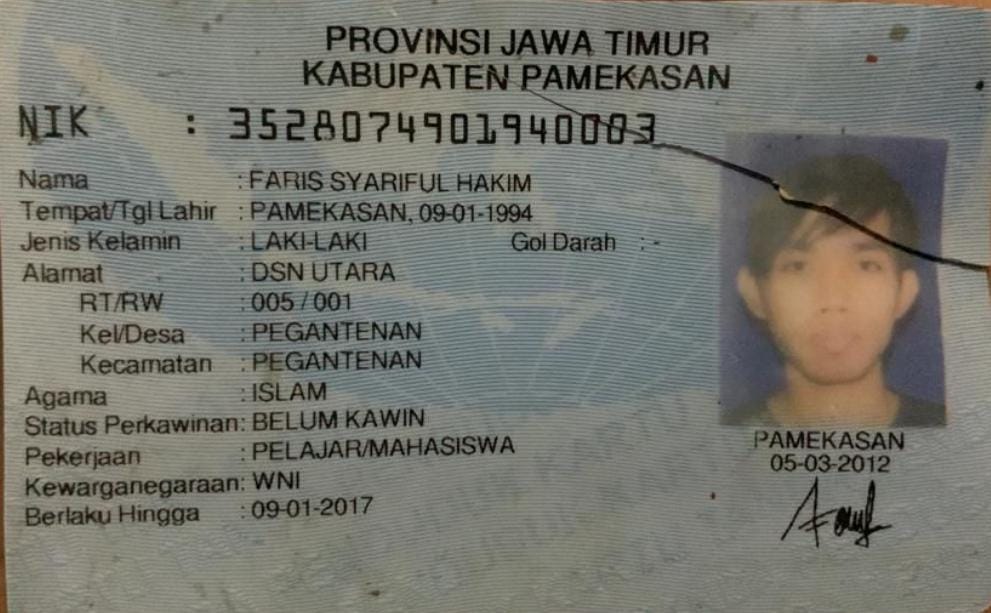 PROVINSI JAWA TIMUR
KABUPATEN PAMEKASAN
NIK : 3528074901940003
Nama : FARIS SYARIFUL HAKIM
Tempat/Tgl Lahir : PAMEKASAN, 09-01-1994
Jenis Kelamin : LAKI-LAKI Gol Darah : -
Alamat : DSN UTARA
RT/RW : 005 / 001
Kel/Desa : PEGANTENAN
Kecamatan : PEGANTENAN
Agama : ISLAM
Status Perkawinan: BELUM KAWIN
Pekerjaan : PELAJAR/MAHASISWA
Kewarganegaraan: WNI
Berlaku Hingga : 09-01-2017
PAMEKASAN
05-03-2012